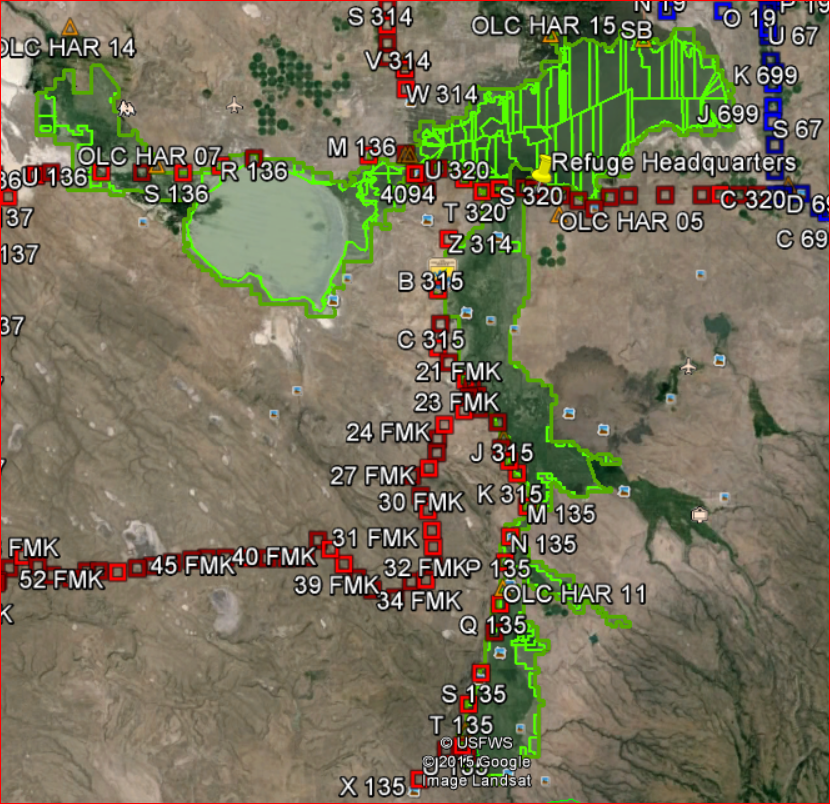 S 314
N 19
P 19
O 19
OLC HAR 15
SB
U 67
OLC HAR 14
V 314
K 699
W 314
J 699
S 67
M 136
OLC HAR 07
R 136
U 320
Refuge Headquarters
U 136
S 136
4094
S 320
C 320
T 320
OLC HAR 05
Z 314
137
B 315
C 315
21 FMK
23 FMK
24 FMK
J 315
27 FMK
K 315
30 FMK
M 135
31 FMK
N 135
FMK
45 FMK
40 FMK
32 FMK
P 135
52 FMK
39 FMK
34 FMK
OLC HAR 11
Q 135
S 135
T 135
© USFWS
© 2015 Google
Image Landsat
X 135